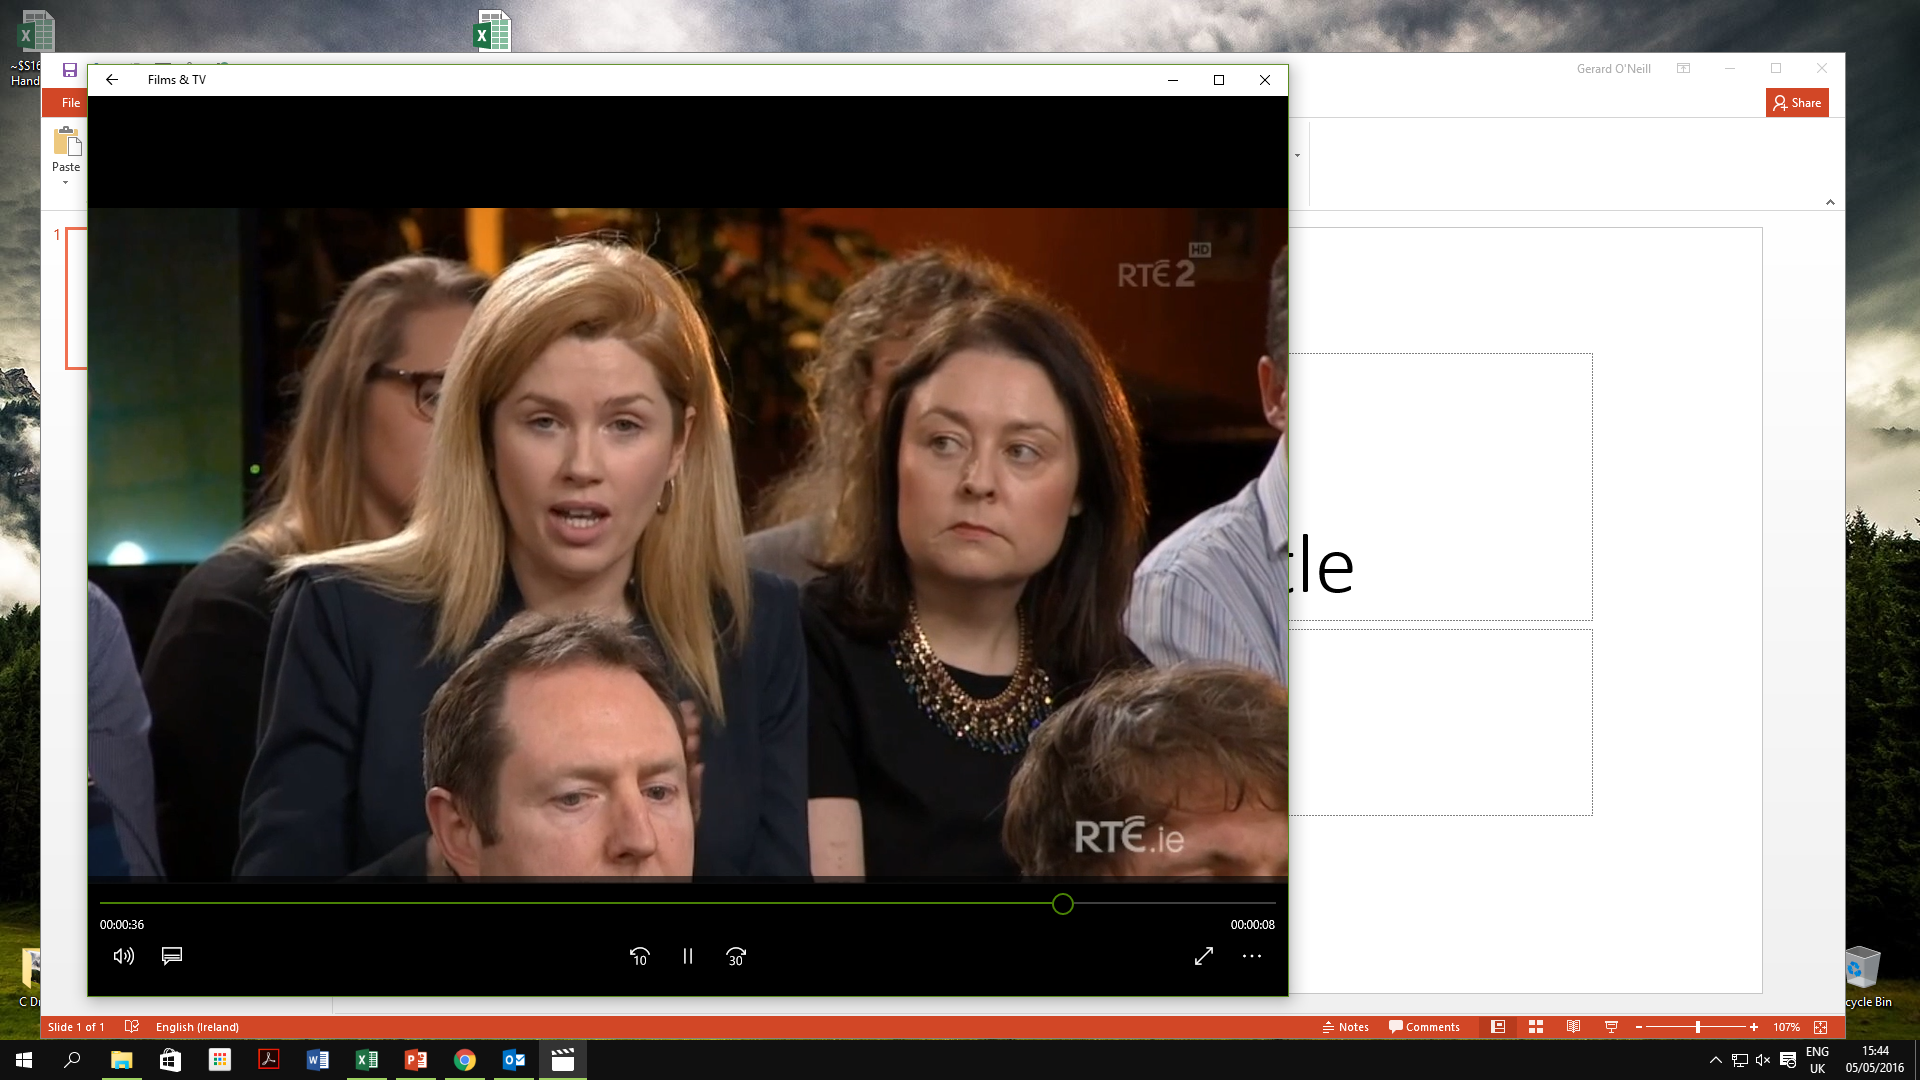 ~$S16
Hand
Films & TV
Gerard O'Neill
File
Share
Paste
1
RTÉ 2
HD
tle
RTÉ.ie
00:00:36
00:00:08
10
30
C Dr
cycle Bin
Slide 1 of 1
English (Ireland)
Notes
Comments
107%
ENG
15:44
UK
05/05/2016